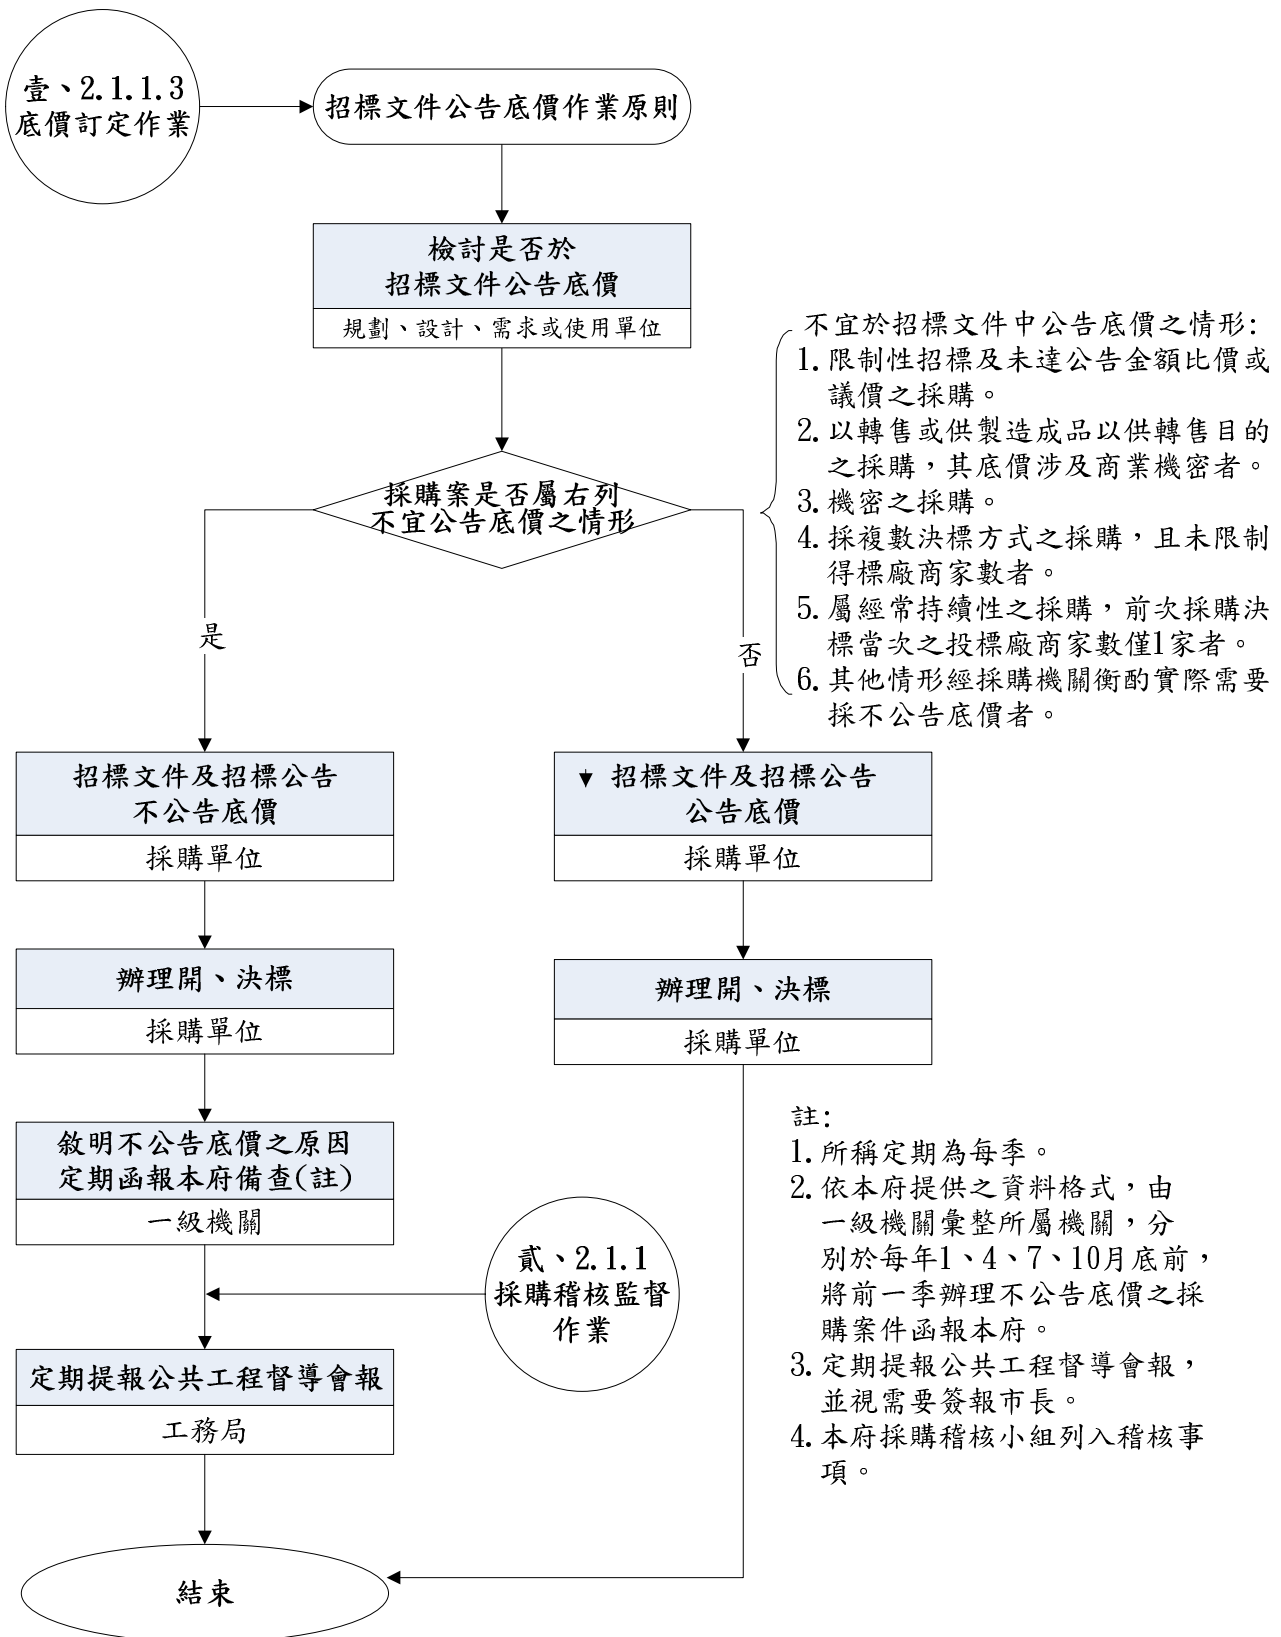 壹、2.1.1.3
底價訂定作業
招標文件公告底價作業原則
檢討是否於
招標文件公告底價
規劃、設計、需求或使用單位
不宜於招標文件中公告底價之情形:
1.限制性招標及未達公告金額比價或
議價之採購。
2.以轉售或供製造成品以供轉售目的
之採購，其底價涉及商業機密者。
3.機密之採購。
4.採複數決標方式之採購，且未限制
得標廠商家數者。
5.屬經常持續性之採購，前次採購決
標當次之投標廠商家數僅1家者。
6.其他情形經採購機關衡酌實際需要
採不公告底價者。
採購案是否屬右列
不宜公告底價之情形
是
否
招標文件及招標公告
不公告底價
採購單位
招標文件及招標公告
公告底價
採購單位
辦理開、決標
採購單位
辦理開、決標
採購單位
敘明不公告底價之原因
定期函報本府備查(註)
一級機關
貳、2.1.1
採購稽核監督
作業
定期提報公共工程督導會報
工務局
結束
註:
1.所稱定期為每季。
2.依本府提供之資料格式，由
一級機關彙整所屬機關，分
別於每年1、4、7、10月底前，
將前一季辦理不公告底價之採
購案件函報本府。
3.定期提報公共工程督導會報，
並視需要簽報市長。
4.本府採購稽核小組列入稽核事
項。